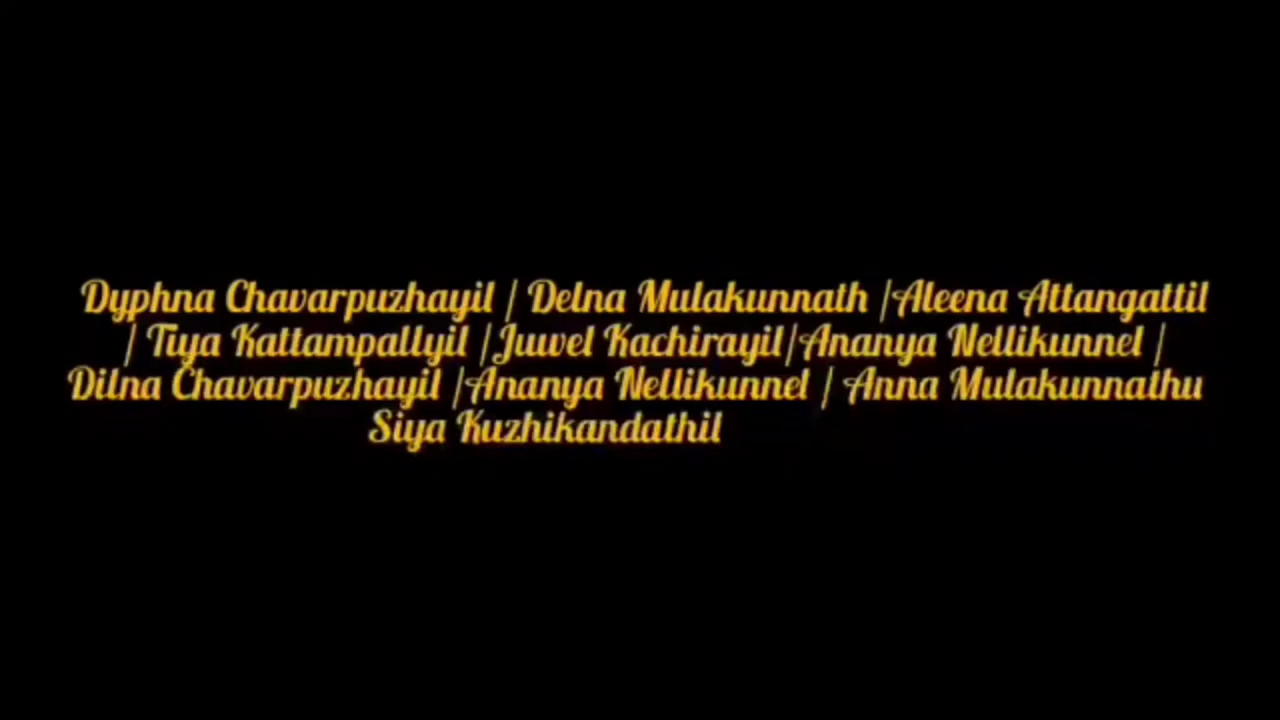 Dyphna Chavarpuzhayil / Delna Mulakunnath /Aleena Attangattil
/ Tiya Kattampallyil /Juwel Kachirayil/Ananya Nellikunnel /
Dilna Chavarpuzhayil /Ananya Nellikunnel / Anna Mulakunnathu
Siya Kuzhikandathil